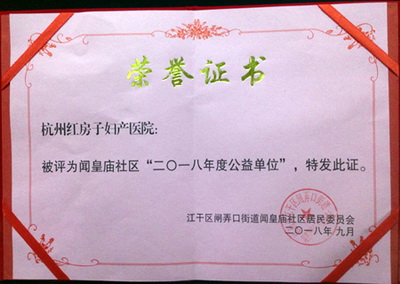 荣誉证书
杭州红房子妇产医院：
被评为闻皇庙社区“二〇一八年度公益单位”，特发此证。
江干区闸弄口街道闻皇庙社区居民委员会
二〇一八年九月